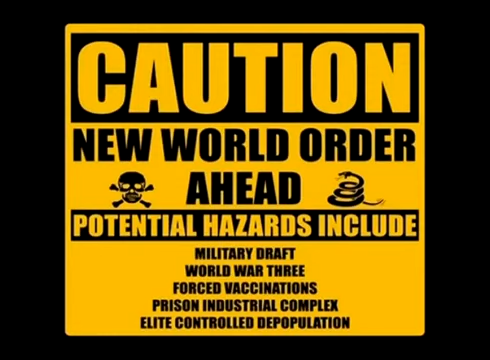 CAUTION
NEW WORLD ORDER
AHEAD
POTENTIAL HAZARDS INCLUDE
MILITARY DRAFT
WORLD WAR THREE
FORCED VACCINATIONS
PRISON INDUSTRIAL COMPLEX
ELITE CONTROLLED DEPOPULATION